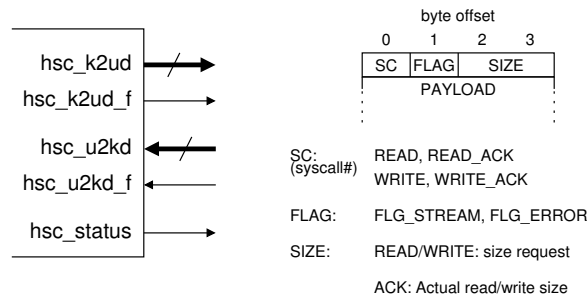 hsc_k2ud
hsc_k2ud_f
hsc_u2kd
hsc_u2kd_f
hsc_status
byte offset
0 1 2 3
SC FLAG SIZE
PAYLOAD
SC: READ, READ_ACK
(syscall#)
WRITE, WRITE_ACK
FLAG: FLG_STREAM, FLG_ERROR
SIZE: READ/WRITE: size request
ACK: Actual read/write size